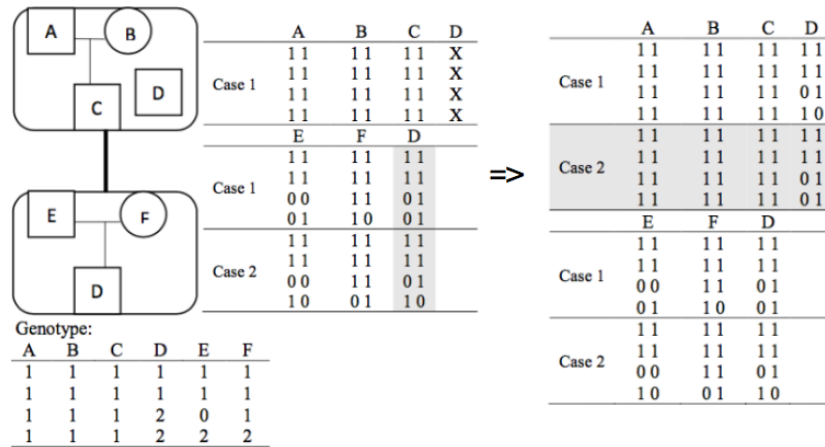 A B
C D
E F
D
A B C D
Case 1
11 11 11 X
11 11 11 X
11 11 11 X
11 11 11 X
E F D
Case 1
11 11 11
11 11 11
00 11 01
01 10 01
Case 2
11 11 11
11 11 11
00 11 01
10 01 10
=>
A B C D
Case 1
11 11 11 11
11 11 11 11
11 11 11 01
11 11 11 10
Case 2
11 11 11 11
11 11 11 11
11 11 11 01
11 11 11 01
E F D
Case 1
11 11 11
11 11 11
00 11 01
01 10 01
Case 2
11 11 11
11 11 11
00 11 01
10 01 10
Genotype:
A B C D E F
1 1 1 1 1 1
1 1 1 1 1 1
1 1 1 2 0 1
1 1 1 2 2 2